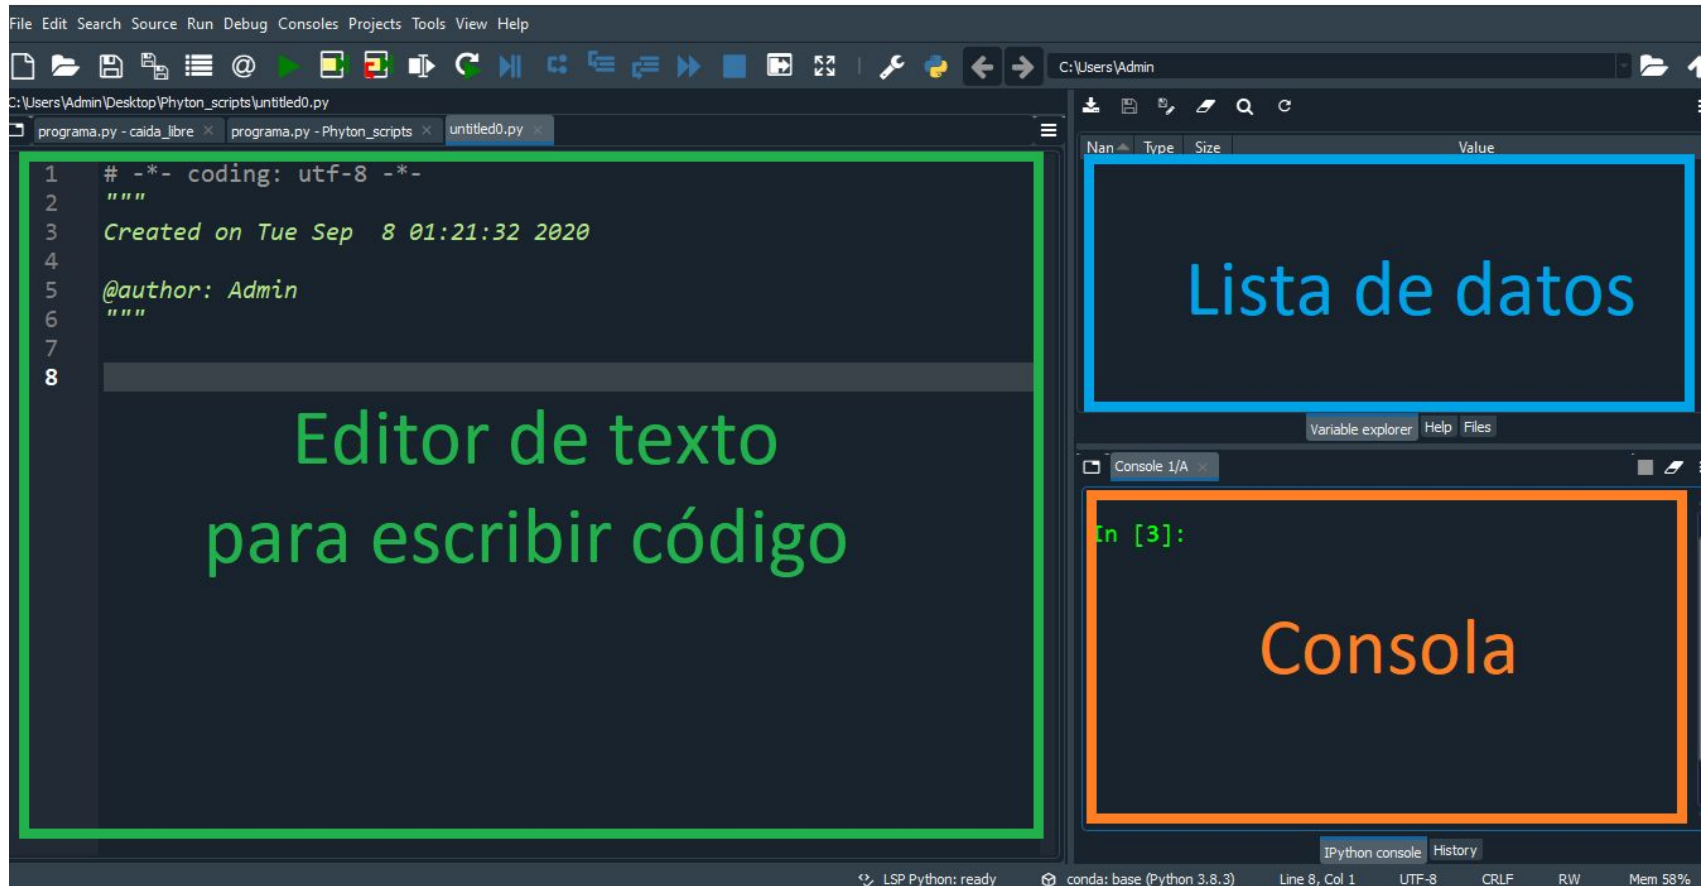 File Edit Search Source Run Debug Consoles Projects Tools View Help
C:\Users\Admin
C:\Users\Admin\Desktop\Phyton_scripts\untitled0.py
programa.py - caida_libre
programa.py - Phyton_scripts
untitled0.py
1 # -*- coding: utf-8 -*-
2 """
3 Created on Tue Sep  8 01:21:32 2020
4
5 @author: Admin
6 """
7
8
Editor de texto
para escribir código
Nan Type Size Value
Lista de datos
Variable explorer Help Files
Console 1/A
In [3]:
Consola
IPython console History
LSP Python: ready conda: base (Python 3.8.3) Line 8, Col 1 UTF-8 CRLF RW Mem 58%